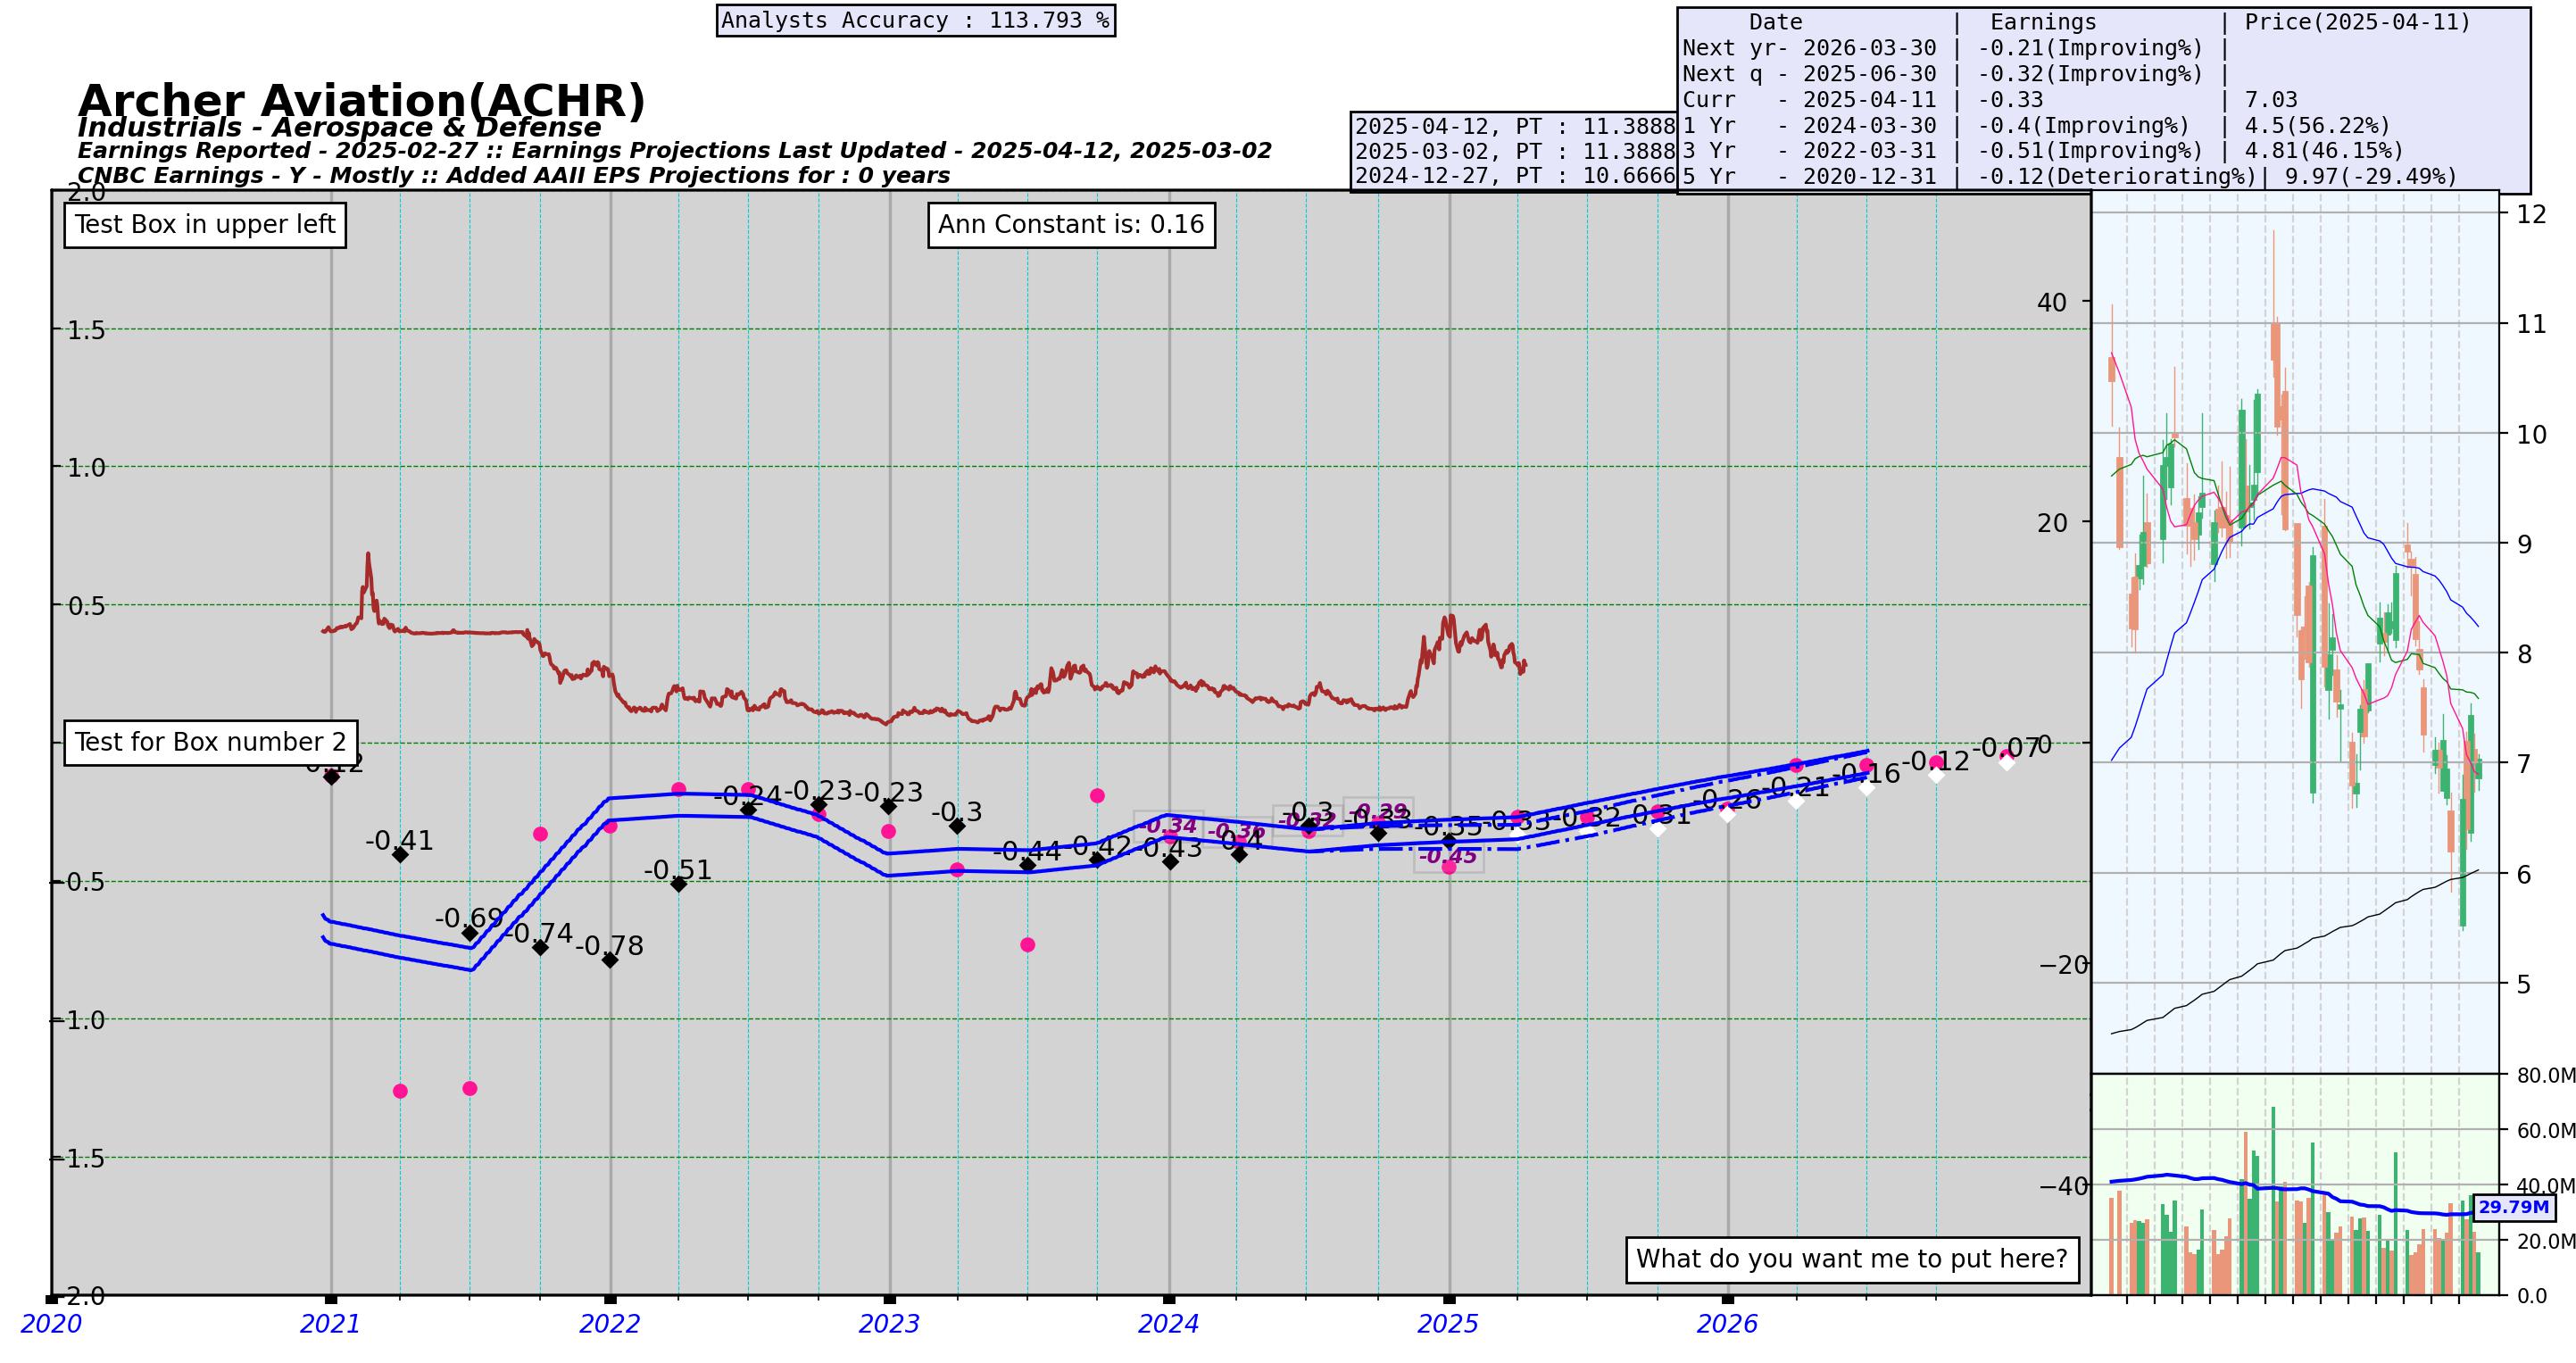 Analysts Accuracy : 113.793 %
Date | Earnings | Price(2025-04-11)
Next yr- 2026-03-30 | -0.21(Improving%) |
Next q - 2025-06-30 | -0.32(Improving%) |
Curr - 2025-04-11 | -0.33 | 7.03
1 Yr - 2024-03-30 | -0.4(Improving%) | 4.5(56.22%)
3 Yr - 2022-03-31 | -0.51(Improving%) | 4.81(46.15%)
5 Yr - 2020-12-31 | -0.12(Deteriorating%)| 9.97(-29.49%)
Archer Aviation(ACHR)
Industrials - Aerospace & Defense
Earnings Reported - 2025-02-27 :: Earnings Projections Last Updated - 2025-04-12, 2025-03-02
CNBC Earnings - Y - Mostly :: Added AAII EPS Projections for : 0 years
2025-04-12, PT : 11.3888
2025-03-02, PT : 11.3888
2024-12-27, PT : 10.6666
Test Box in upper left
Ann Constant is: 0.16
Test for Box number 2
What do you want me to put here?
2.0
1.5
1.0
0.5
−0.5
−1.0
−1.5
−2.0
-0.41
-0.69
-0.74
-0.78
-0.51
-0.24
-0.23
-0.23
-0.3
-0.44
-0.42
-0.43
-0.4
-0.3
-0.33
-0.35
-0.33
-0.32
-0.31
-0.26
-0.21
-0.16
-0.12
-0.07
-0.34
-0.36
-0.32
-0.29
-0.45
40
20
0
−20
−40
12
11
10
9
8
7
6
5
80.0M
60.0M
40.0M
29.79M
20.0M
0.0
2020
2021
2022
2023
2024
2025
2026